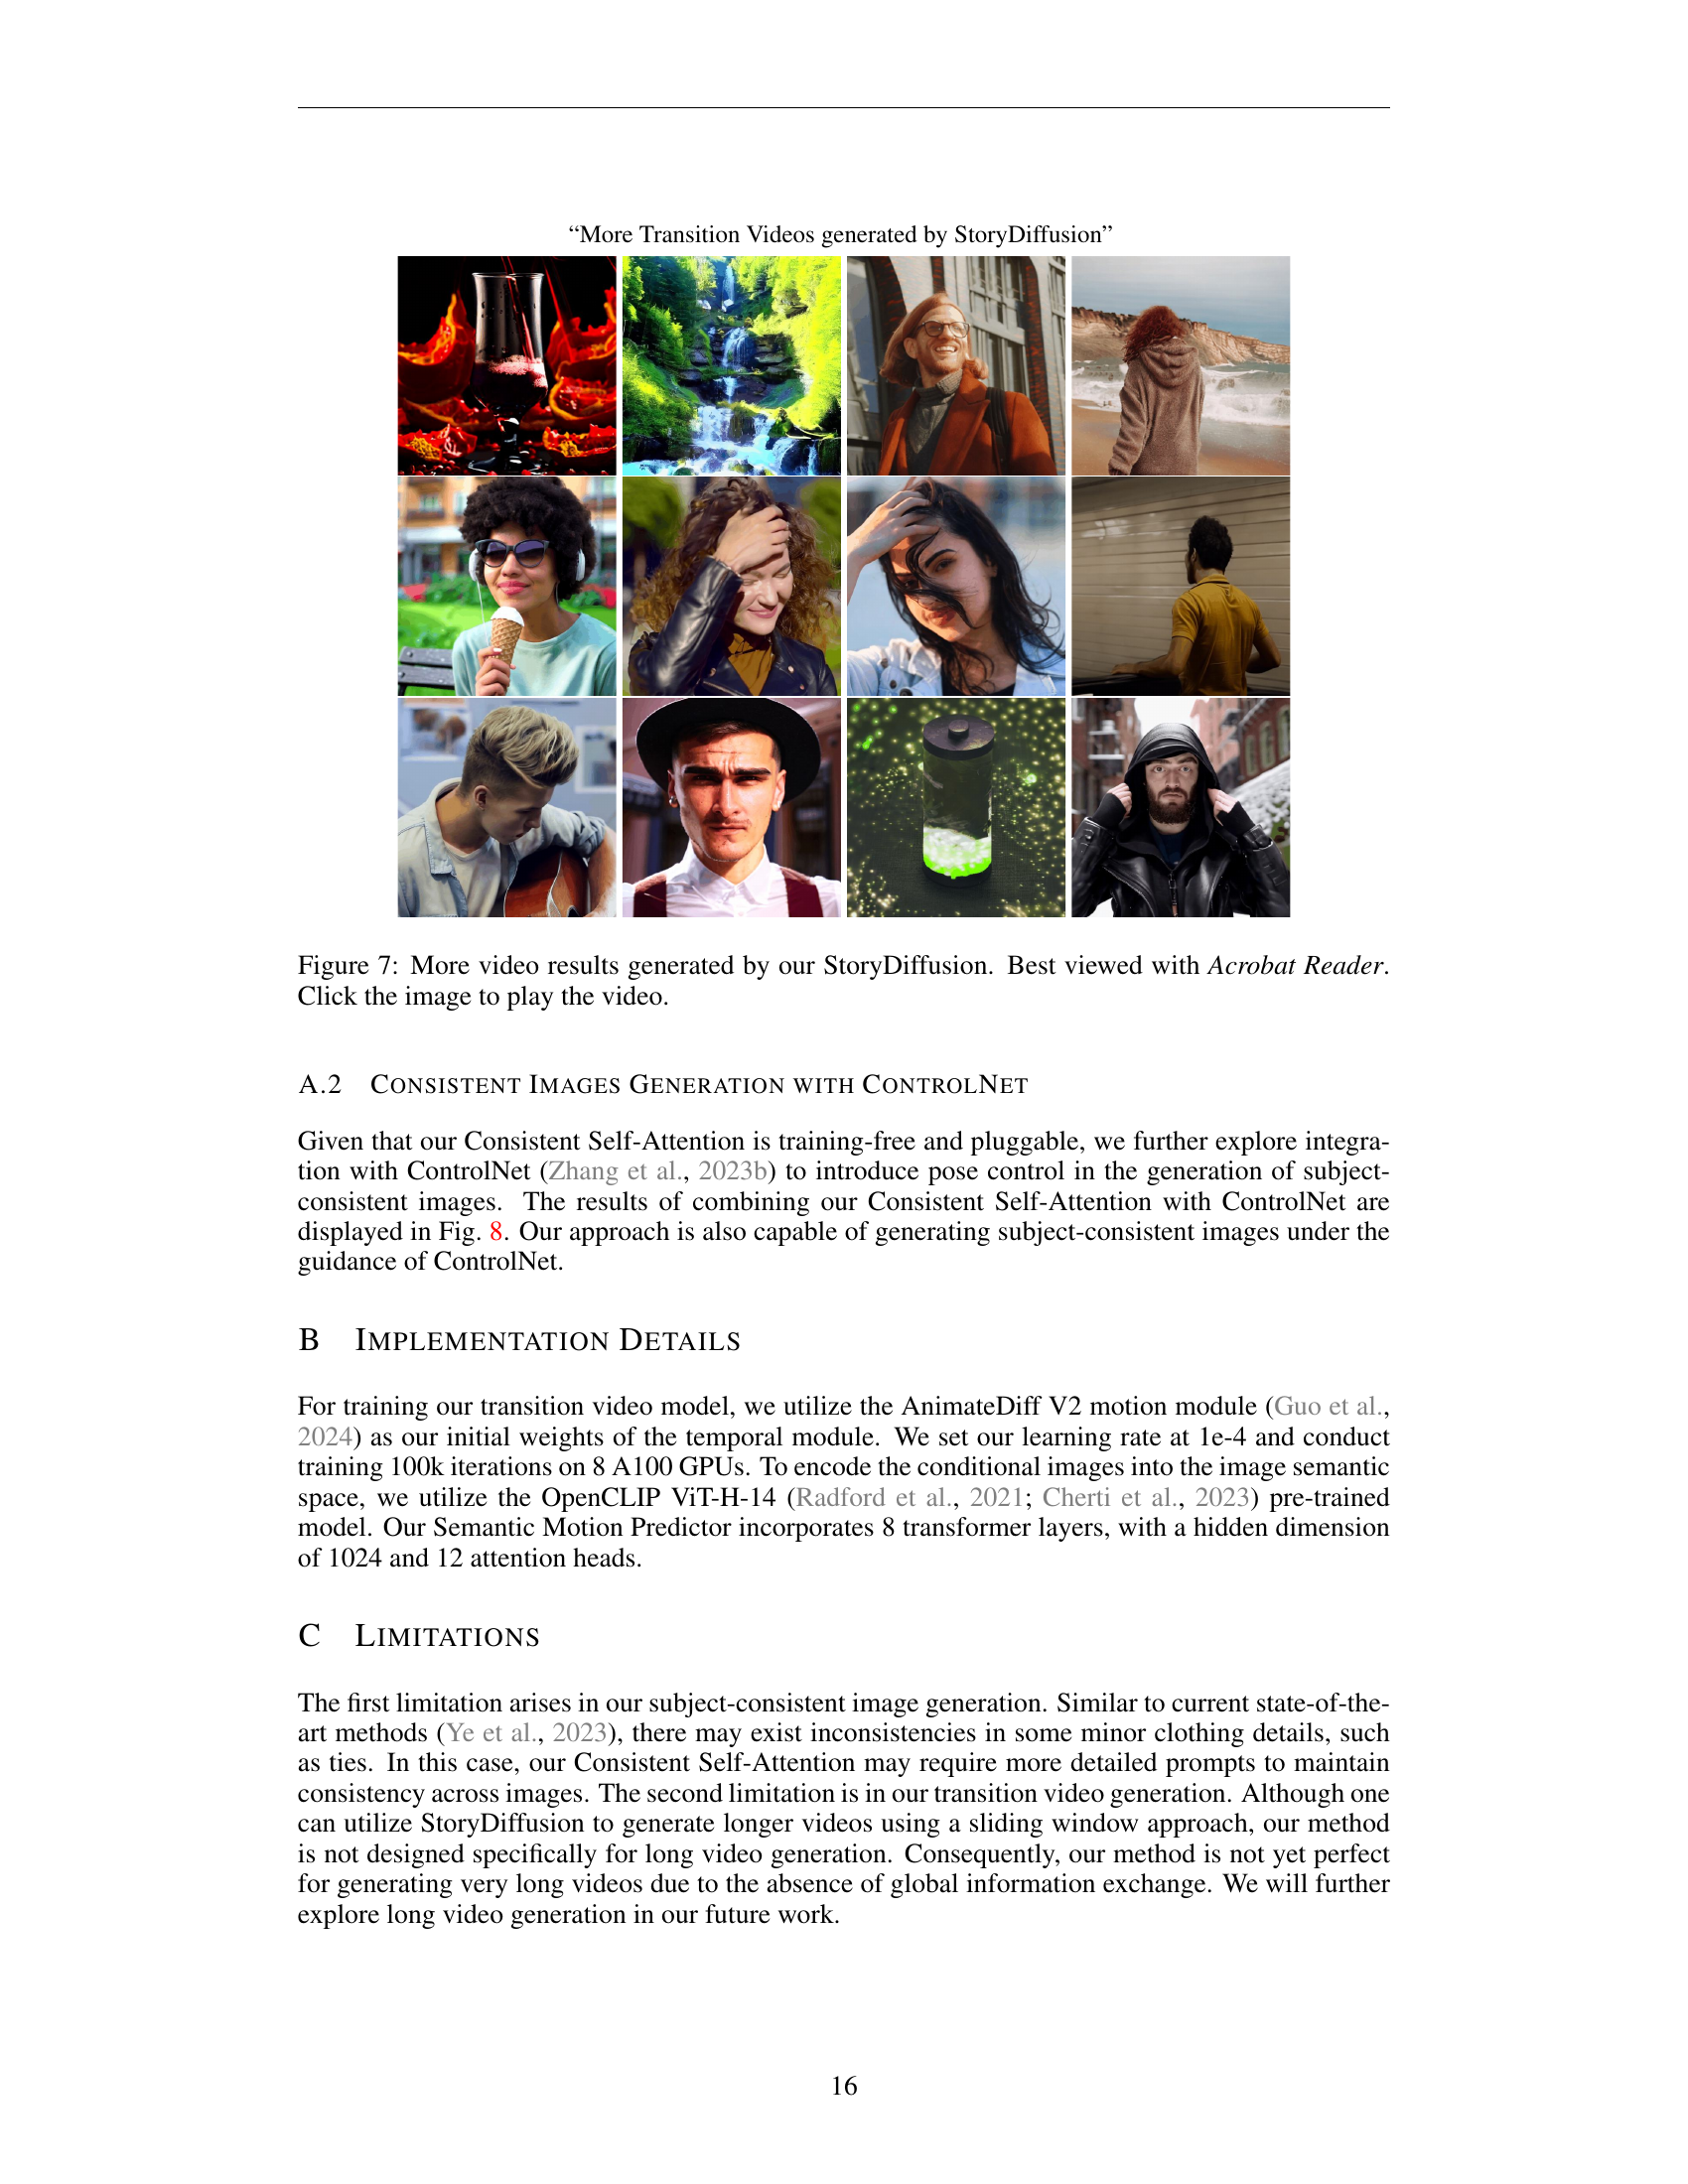 “More Transition Videos generated by StoryDiffusion”
Figure 7: More video results generated by our StoryDiffusion. Best viewed with Acrobat Reader.
Click the image to play the video.
A.2 CONSISTENT IMAGES GENERATION WITH CONTROLNET
Given that our Consistent Self-Attention is training-free and pluggable, we further explore integra-
tion with ControlNet (Zhang et al., 2023b) to introduce pose control in the generation of subject-
consistent images. The results of combining our Consistent Self-Attention with ControlNet are
displayed in Fig. 8. Our approach is also capable of generating subject-consistent images under the
guidance of ControlNet.
B IMPLEMENTATION DETAILS
For training our transition video model, we utilize the AnimateDiff V2 motion module (Guo et al.,
2024) as our initial weights of the temporal module. We set our learning rate at 1e-4 and conduct
training 100k iterations on 8 A100 GPUs. To encode the conditional images into the image semantic
space, we utilize the OpenCLIP ViT-H-14 (Radford et al., 2021; Cherti et al., 2023) pre-trained
model. Our Semantic Motion Predictor incorporates 8 transformer layers, with a hidden dimension
of 1024 and 12 attention heads.
C LIMITATIONS
The first limitation arises in our subject-consistent image generation. Similar to current state-of-the-
art methods (Ye et al., 2023), there may exist inconsistencies in some minor clothing details, such
as ties. In this case, our Consistent Self-Attention may require more detailed prompts to maintain
consistency across images. The second limitation is in our transition video generation. Although one
can utilize StoryDiffusion to generate longer videos using a sliding window approach, our method
is not designed specifically for long video generation. Consequently, our method is not yet perfect
for generating very long videos due to the absence of global information exchange. We will further
explore long video generation in our future work.
16